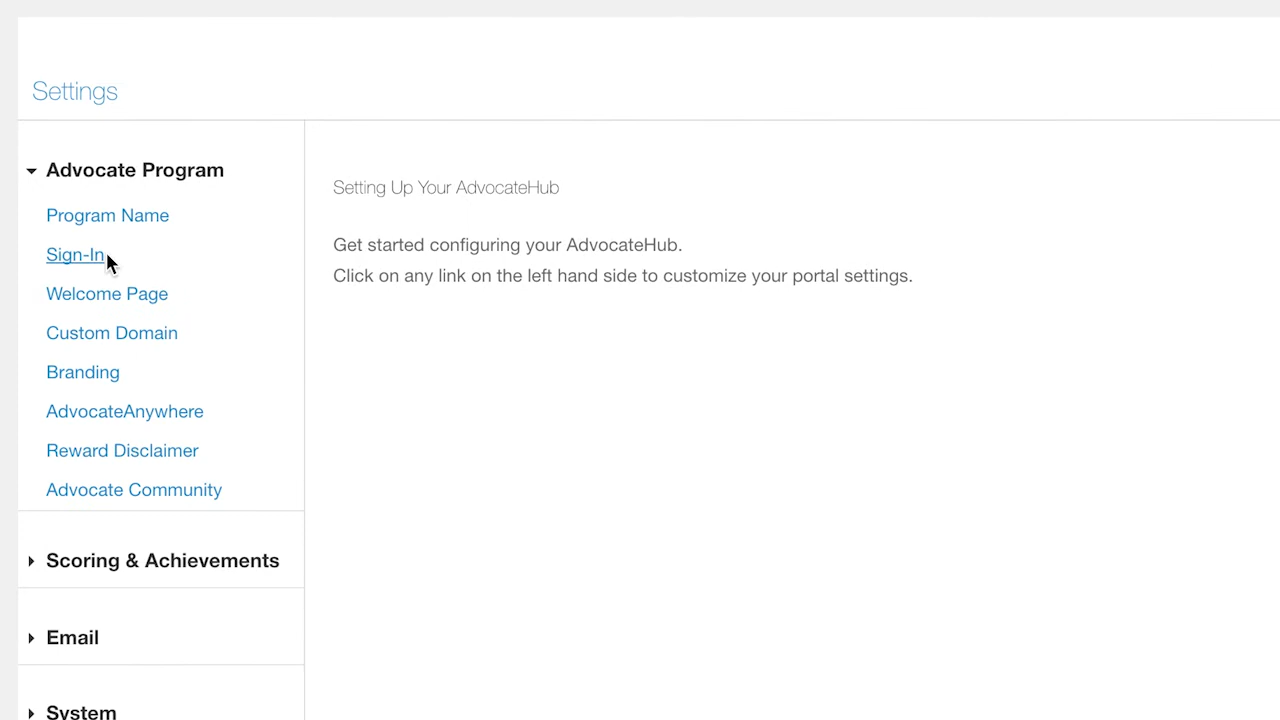 Settings
Advocate Program
Program Name
Sign-In
Welcome Page
Custom Domain
Branding
AdvocateAnywhere
Reward Disclaimer
Advocate Community
Scoring & Achievements
Email
System
Setting Up Your AdvocateHub
Get started configuring your AdvocateHub.
Click on any link on the left hand side to customize your portal settings.